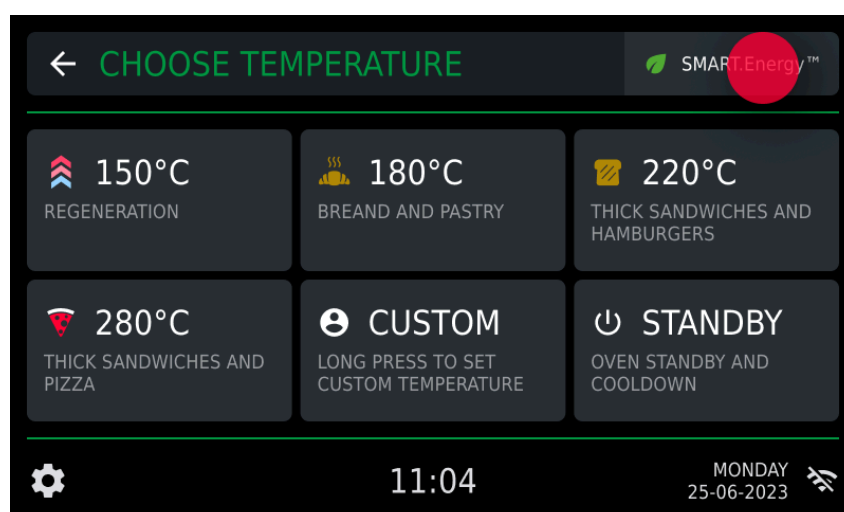 CHOOSE TEMPERATURE
SMART.Energy™
150°C
REGENERATION
180°C
BREAND AND PASTRY
220°C
THICK SANDWICHES AND
HAMBURGERS
280°C
THICK SANDWICHES AND
PIZZA
CUSTOM
LONG PRESS TO SET
CUSTOM TEMPERATURE
STANDBY
OVEN STANDBY AND
COOLDOWN
11:04
MONDAY
25-06-2023